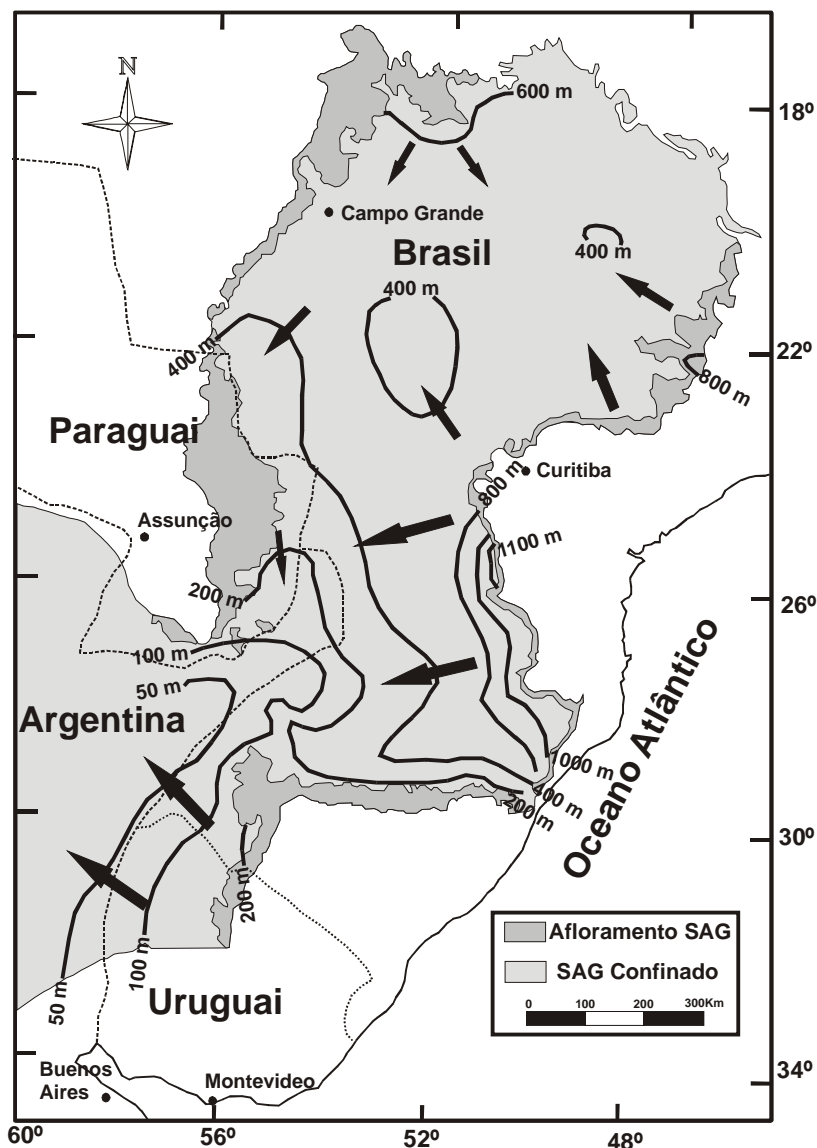 N
600 m
18º
Campo Grande
Brasil
400 m
400 m
400 m
22º
800 m
Paraguai
800 m
Curitiba
Assunção
1100 m
200 m
26º
100 m
50 m
Argentina
Oceano Atlântico
1000 m
400 m
200 m
30º
200 m
100 m
50 m
Afloramento SAG
SAG Confinado
0 100 200 300Km
Uruguai
Buenos
Aires
Montevideo
34º
60º 56º 52º 48º